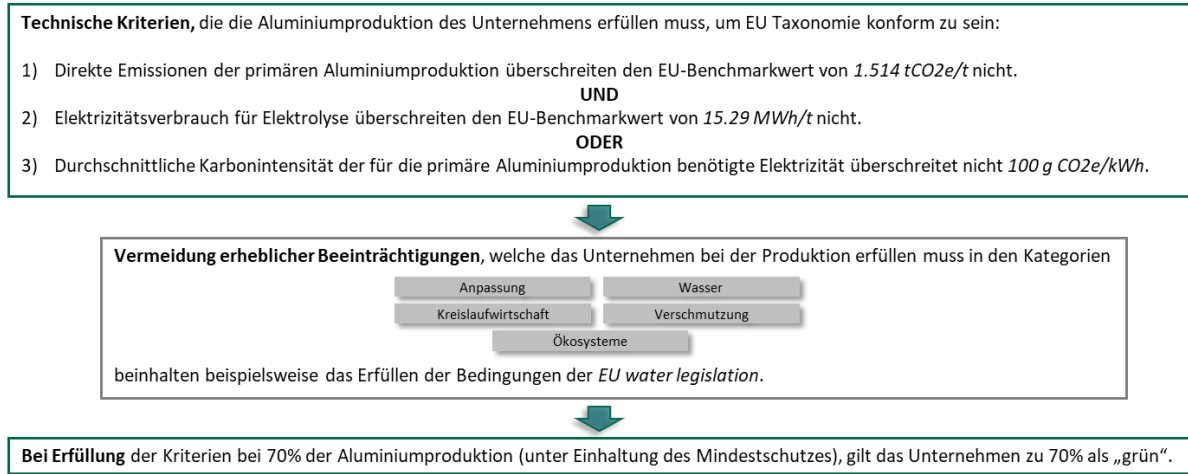 Technische Kriterien, die die Aluminiumproduktion des Unternehmens erfüllen muss, um EU Taxonomie konform zu sein:
1) Direkte Emissionen der primären Aluminiumproduktion überschreiten den EU-Benchmarkwert von 1.514 tCO2e/t nicht.
UND
2) Elektrizitätsverbrauch für Elektrolyse überschreiten den EU-Benchmarkwert von 15.29 MWh/t nicht.
ODER
3) Durchschnittliche Karbonintensität der für die primäre Aluminiumproduktion benötigte Elektrizität überschreitet nicht 100 g CO2e/kWh.
Vermeidung erheblicher Beeinträchtigungen, welche das Unternehmen bei der Produktion erfüllen muss in den Kategorien
Anpassung Wasser
Kreislaufwirtschaft Verschmutzung
Ökosysteme
beinhalten beispielsweise das Erfüllen der Bedingungen der EU water legislation.
Bei Erfüllung der Kriterien bei 70% der Aluminiumproduktion (unter Einhaltung des Mindestschutzes), gilt das Unternehmen zu 70% als „grün“.